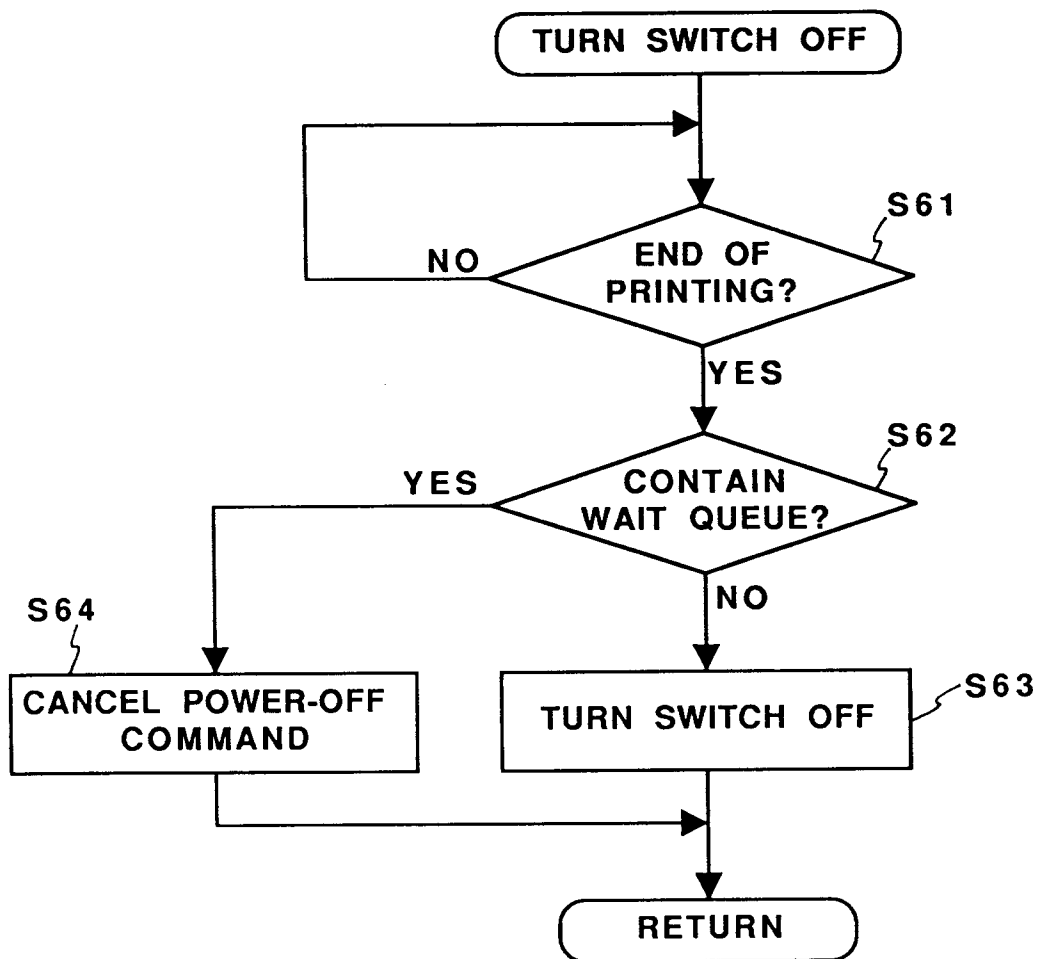 TURN SWITCH OFF
S61
END OF
PRINTING?
NO
YES
S62
CONTAIN
WAIT QUEUE?
YES
NO
S64
CANCEL POWER-OFF
COMMAND
S63
TURN SWITCH OFF
RETURN